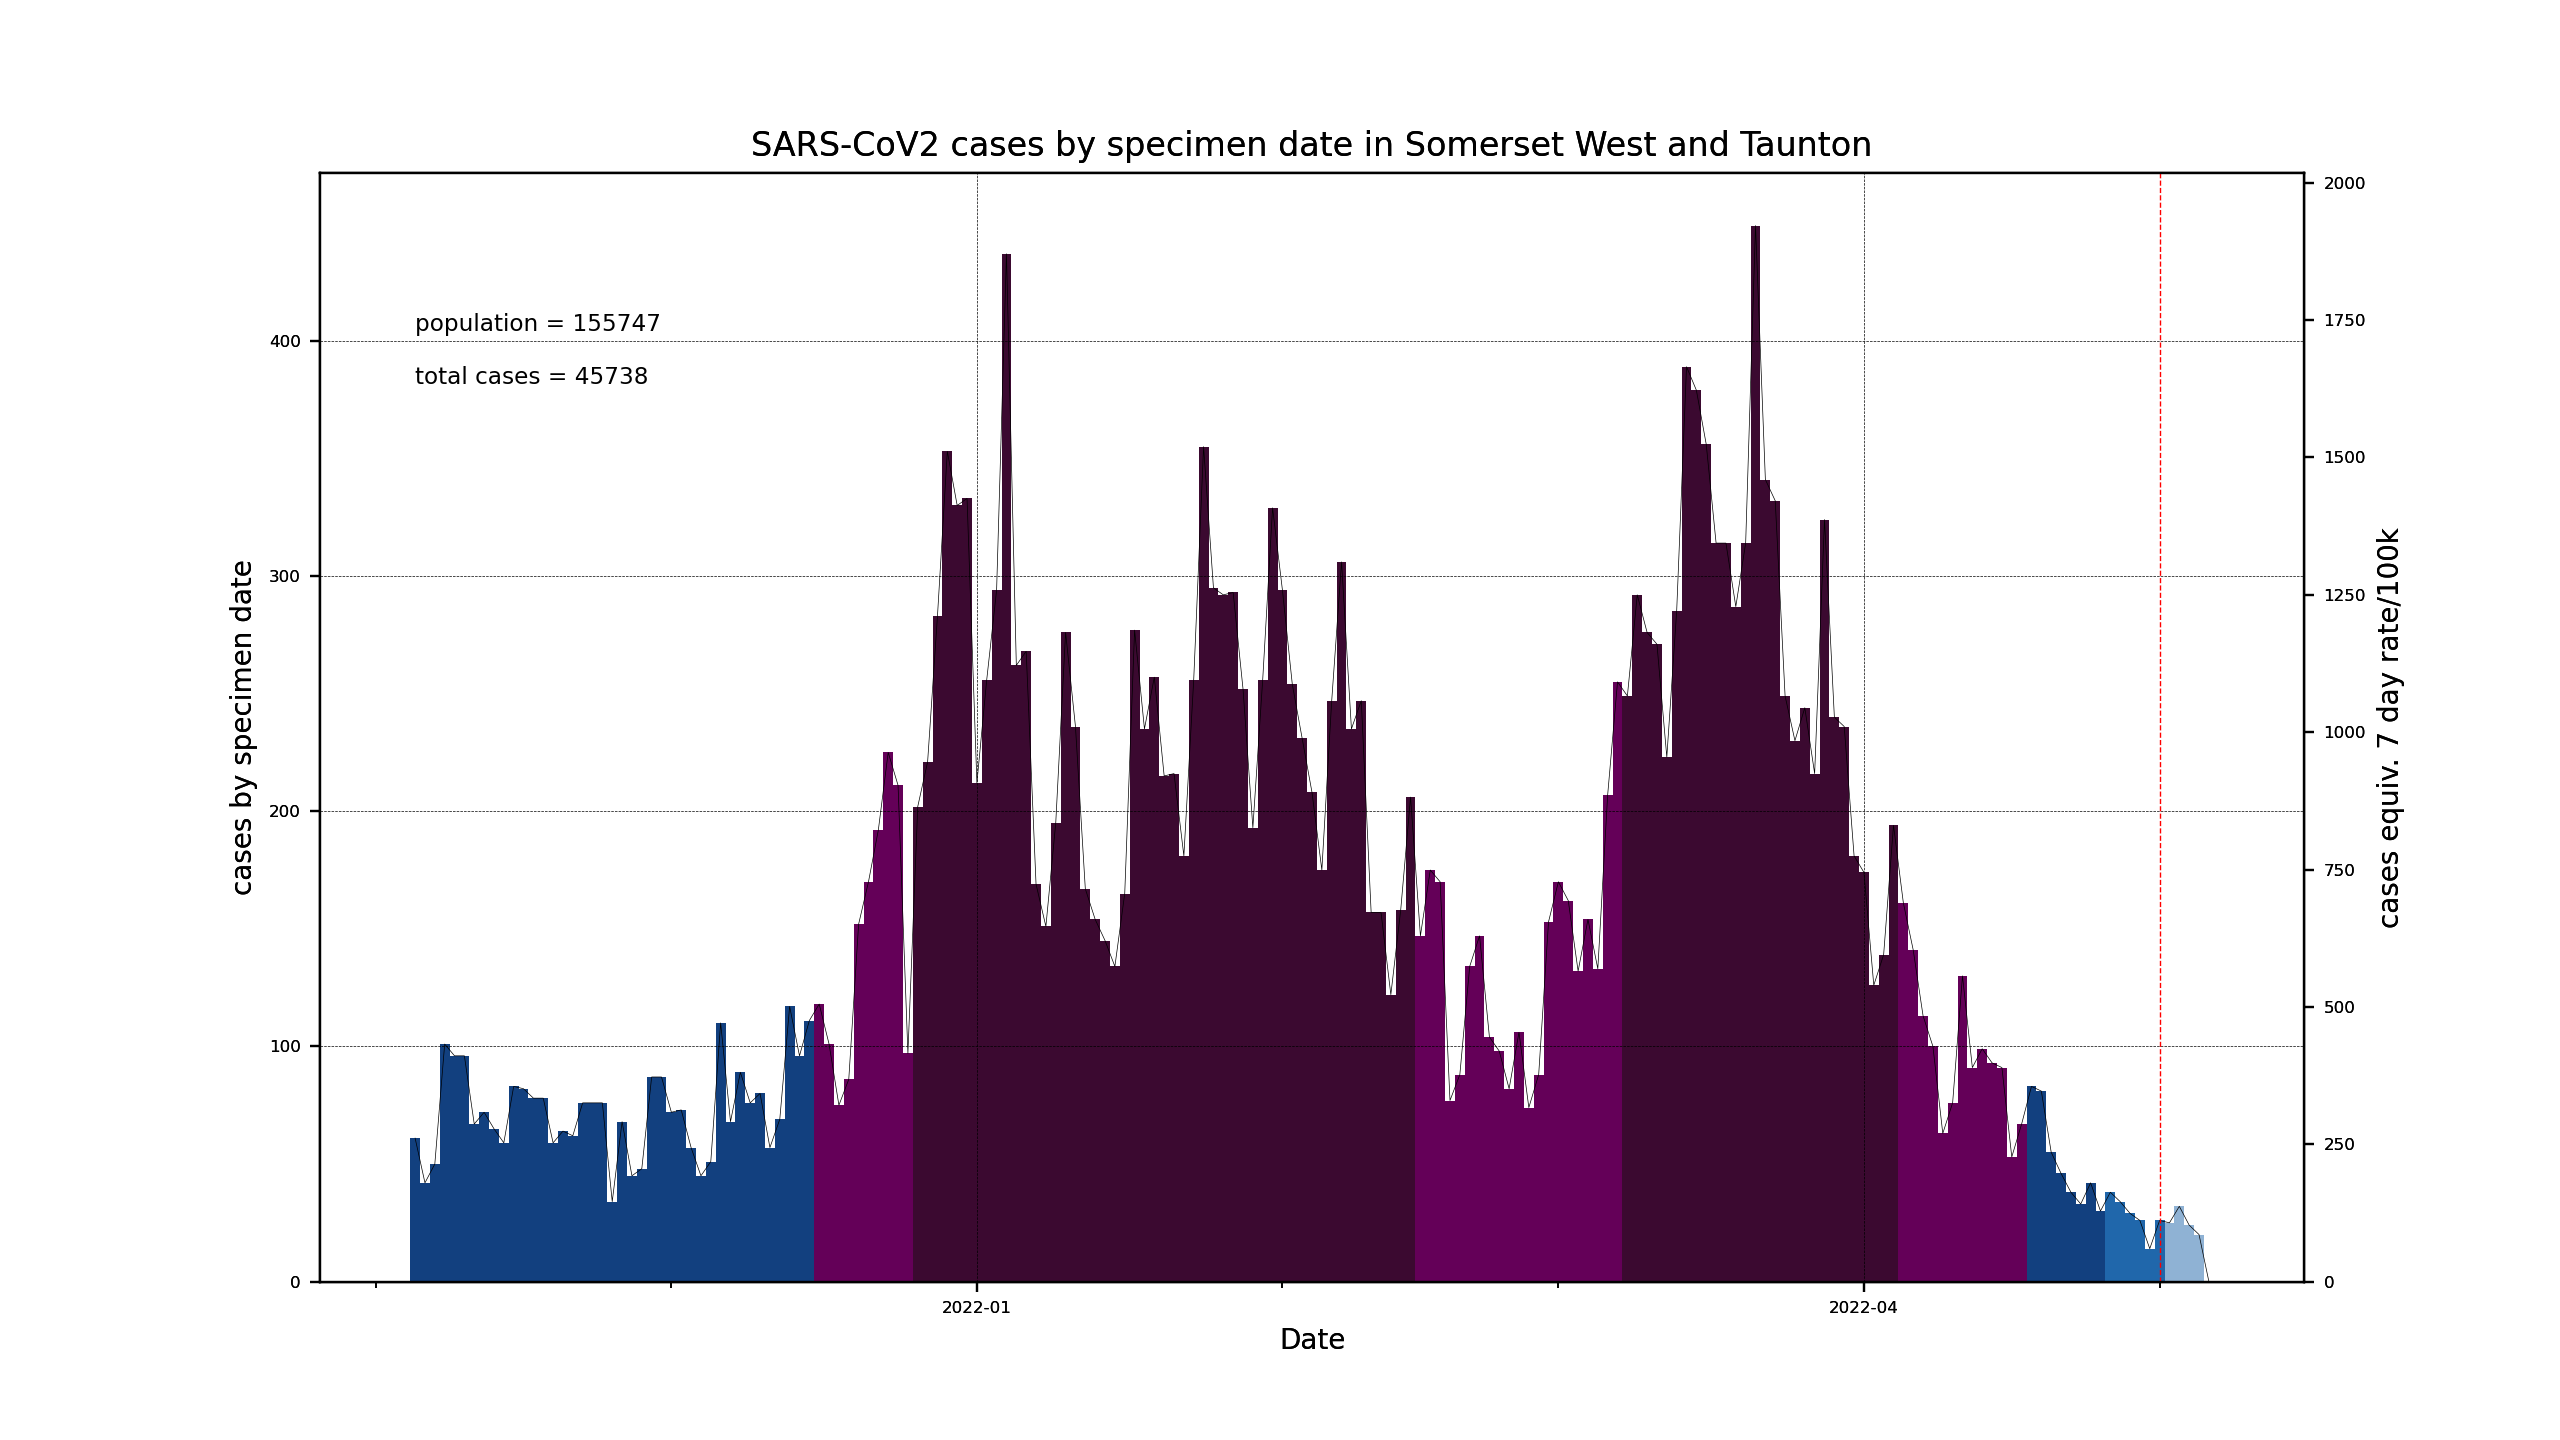 SARS-CoV2 cases by specimen date in Somerset West and Taunton
population = 155747
total cases = 45738
cases by specimen date
400
300
200
100
0
2000
1750
1500
1250
1000
750
500
250
0
cases equiv. 7 day rate/100k
2022-01
2022-04
Date